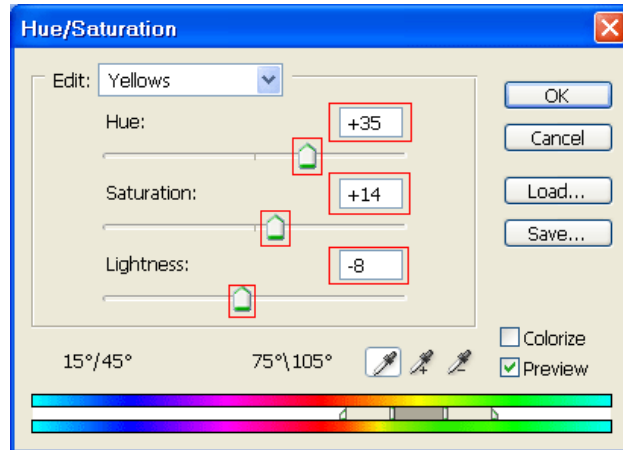 Hue/Saturation
Edit: Yellows
OK
Hue: +35
Cancel
Saturation: +14
Load...
Save...
Lightness: -8
Colorize
15°/45° 75°\105°
Preview